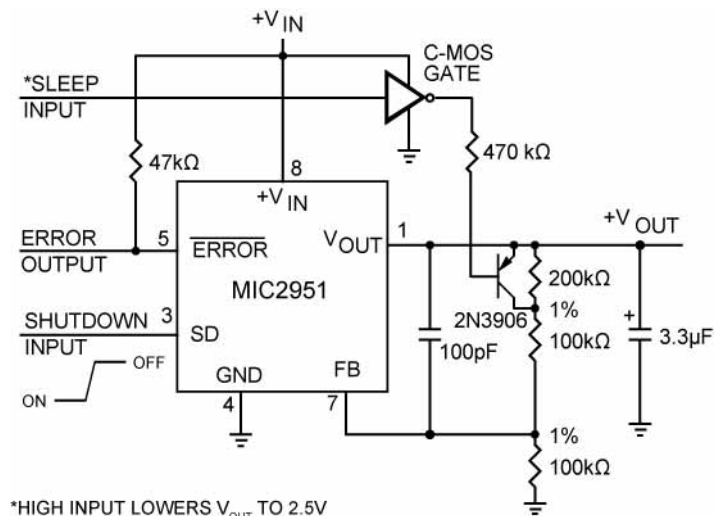 +V IN
C-MOS
GATE
*SLEEP
INPUT
470 kΩ
47kΩ
8
+V IN
1
+V OUT
ERROR
OUTPUT
5
ERROR
V OUT
MIC2951
200kΩ
2N3906
1%
100kΩ
100pF
+
3.3µF
SHUTDOWN
INPUT
3
SD
OFF
ON
GND
FB
4
7
1%
100kΩ
*HIGH INPUT LOWERS V OUT TO 2.5V